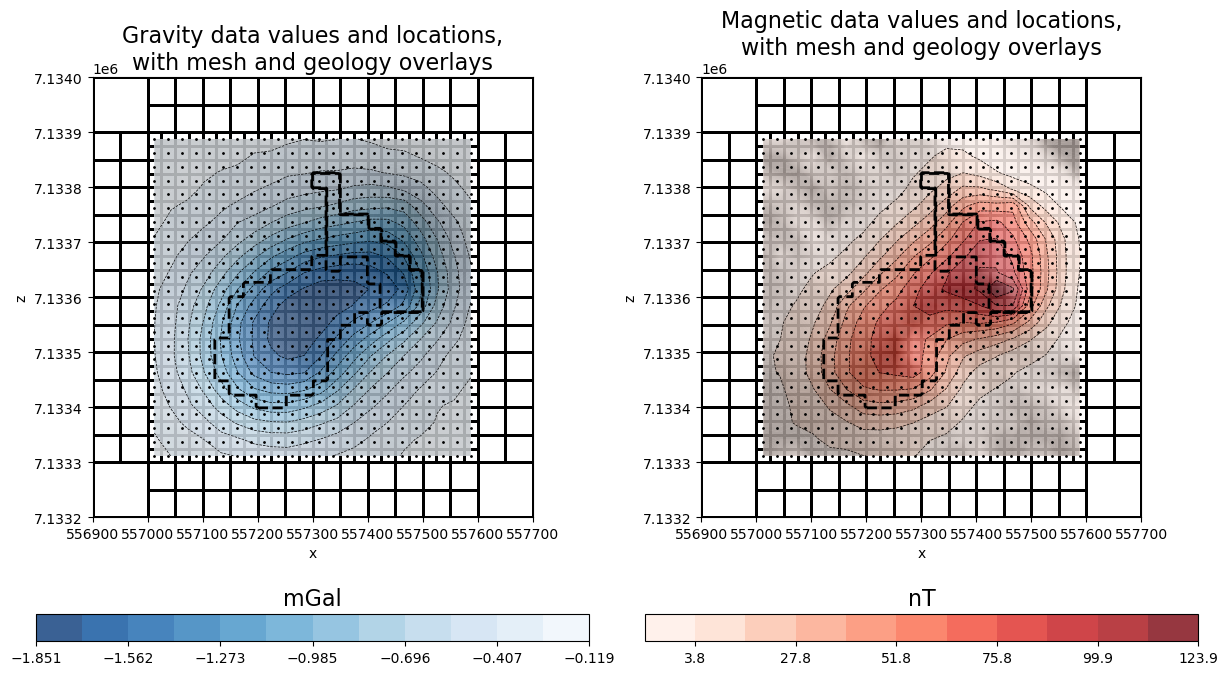 Gravity data values and locations,
with mesh and geology overlays
1e6
7.1340
7.1339
7.1338
7.1337
7.1336
7.1335
7.1334
7.1333
7.1332
z
556900 557000 557100 557200 557300 557400 557500 557600 557700
x
mGal
−1.851 −1.562 −1.273 −0.985 −0.696 −0.407 −0.119
Magnetic data values and locations,
with mesh and geology overlays
1e6
7.1340
7.1339
7.1338
7.1337
7.1336
7.1335
7.1334
7.1333
7.1332
z
556900 557000 557100 557200 557300 557400 557500 557600 557700
x
nT
3.8 27.8 51.8 75.8 99.9 123.9